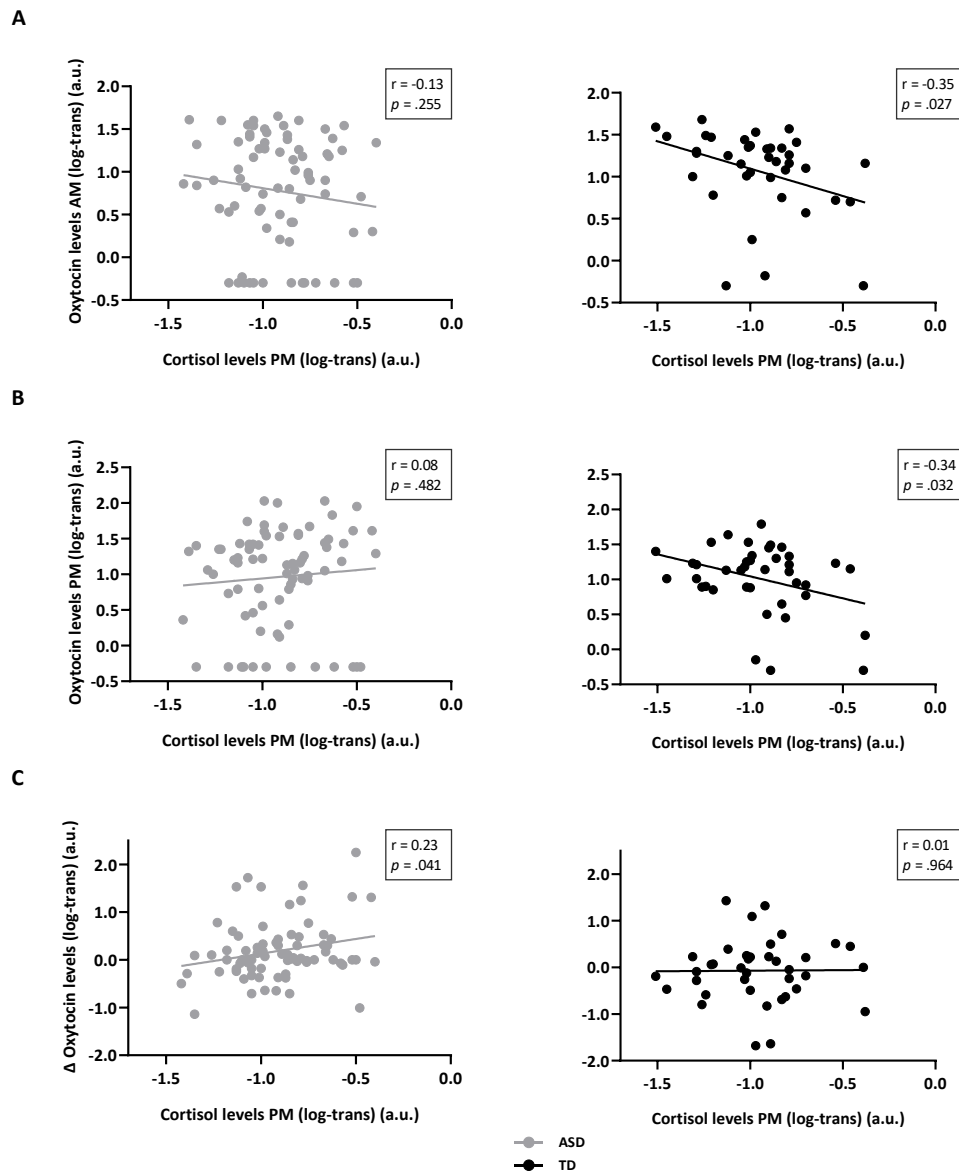 A
r = -0.13
p = .255
r = -0.35
p = .027
Oxytocin levels AM (log-trans) (a.u.)
2.0
1.5
1.0
0.5
0.0
-0.5
-1.5
-1.0
-0.5
0.0
Cortisol levels PM (log-trans) (a.u.)
2.0
1.5
1.0
0.5
0.0
-0.5
-1.5
-1.0
-0.5
0.0
Cortisol levels PM (log-trans) (a.u.)
B
r = 0.08
p = .482
r = -0.34
p = .032
Oxytocin levels PM (log-trans) (a.u.)
2.5
2.0
1.5
1.0
0.5
0.0
-0.5
-1.5
-1.0
-0.5
0.0
Cortisol levels PM (log-trans) (a.u.)
2.5
2.0
1.5
1.0
0.5
0.0
-0.5
-1.5
-1.0
-0.5
0.0
Cortisol levels PM (log-trans) (a.u.)
C
r = 0.23
p = .041
r = 0.01
p = .964
Δ Oxytocin levels (log-trans) (a.u.)
2.0
1.0
0.0
-1.0
-2.0
-1.5
-1.0
-0.5
0.0
Cortisol levels PM (log-trans) (a.u.)
2.0
1.0
0.0
-1.0
-2.0
-1.5
-1.0
-0.5
0.0
Cortisol levels PM (log-trans) (a.u.)
ASD
TD